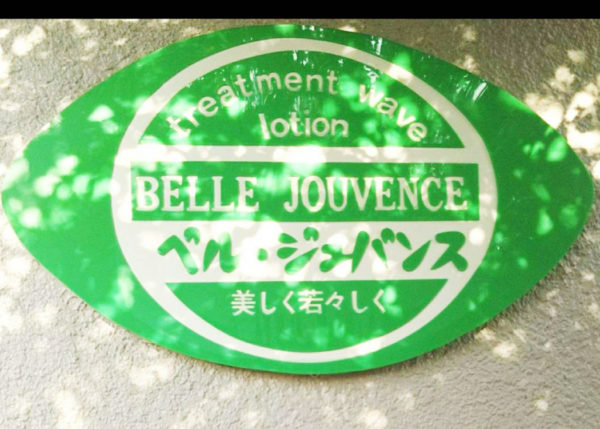 treatment wave
lotion
BELLE JOUVENCE
ベル・ジュバンス
美しく若々しく